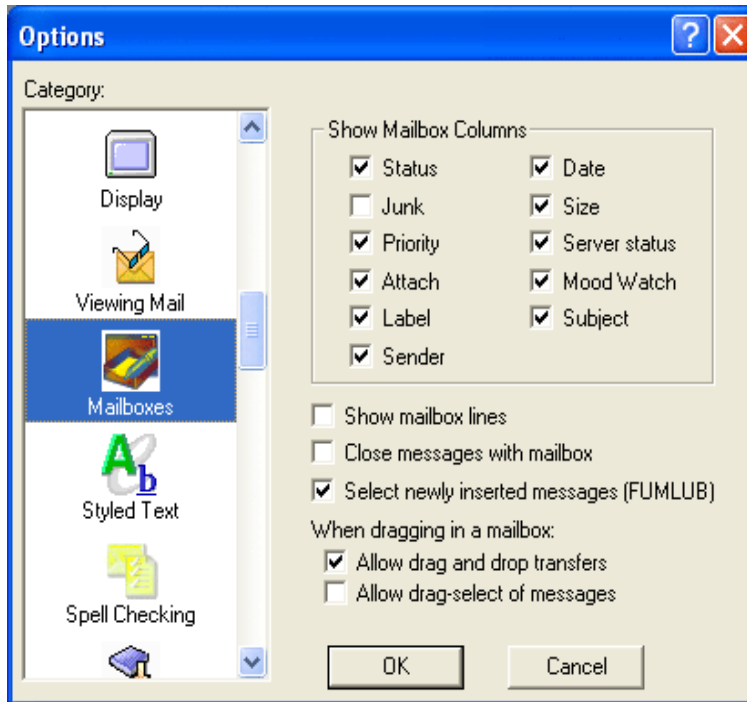 Options
Category:
Display
Viewing Mail
Mailboxes
Styled Text
Spell Checking
Show Mailbox Columns
Status
Date
Junk
Size
Priority
Server status
Attach
Mood Watch
Label
Subject
Sender
Show mailbox lines
Close messages with mailbox
Select newly inserted messages (FUMLUB)
When dragging in a mailbox:
Allow drag and drop transfers
Allow drag-select of messages
OK
Cancel